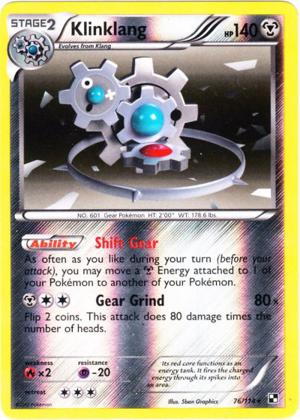 STAGE2
Klinklang
HP140
Evolves from Klang
NO. 601 Gear Pokémon HT: 2'00" WT: 178.6 lbs.
Ability Shift Gear
As often as you like during your turn (before your
attack), you may move a Energy attached to 1 of
your Pokémon to another of your Pokémon.
Gear Grind 80x
Flip 2 coins. This attack does 80 damage times the
number of heads.
weakness resistance
×2 -20
retreat
Its red core functions as an
energy tank. It fires the charged
energy through its spikes into
an area.
Illus. 5ban Graphics 76/114